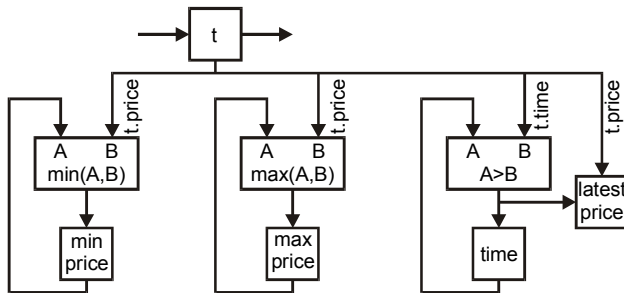 t
t.price
t.price
t.time
t.price
A B
min(A,B)
A B
max(A,B)
A B
A>B
latest
price
min
price
max
price
time